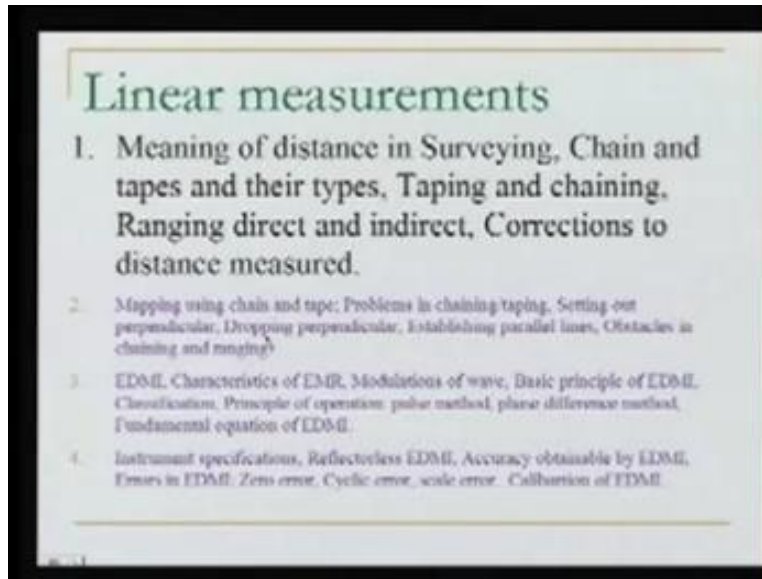 Linear measurements
1. Meaning of distance in Surveying, Chain and
tapes and their types, Taping and chaining,
Ranging direct and indirect, Corrections to
distance measured.
2. Mapping using chain and tape; Problems in chaining/taping, Setting out
perpendicular, Dropping perpendicular, Establishing parallel lines, Obstacles in
chaining and ranging
3. EDMI, Characteristics of EMR, Modulations of wave, Basic principle of EDMI,
Classification, Principle of operation: pulse method, phase difference method,
Fundamental equation of EDMI.
4. Instrument specifications, Reflectorless EDMI, Accuracy obtainable by EDMI,
Errors in EDMI: Zero error, Cyclic error, scale error. Calibartion of EDMI